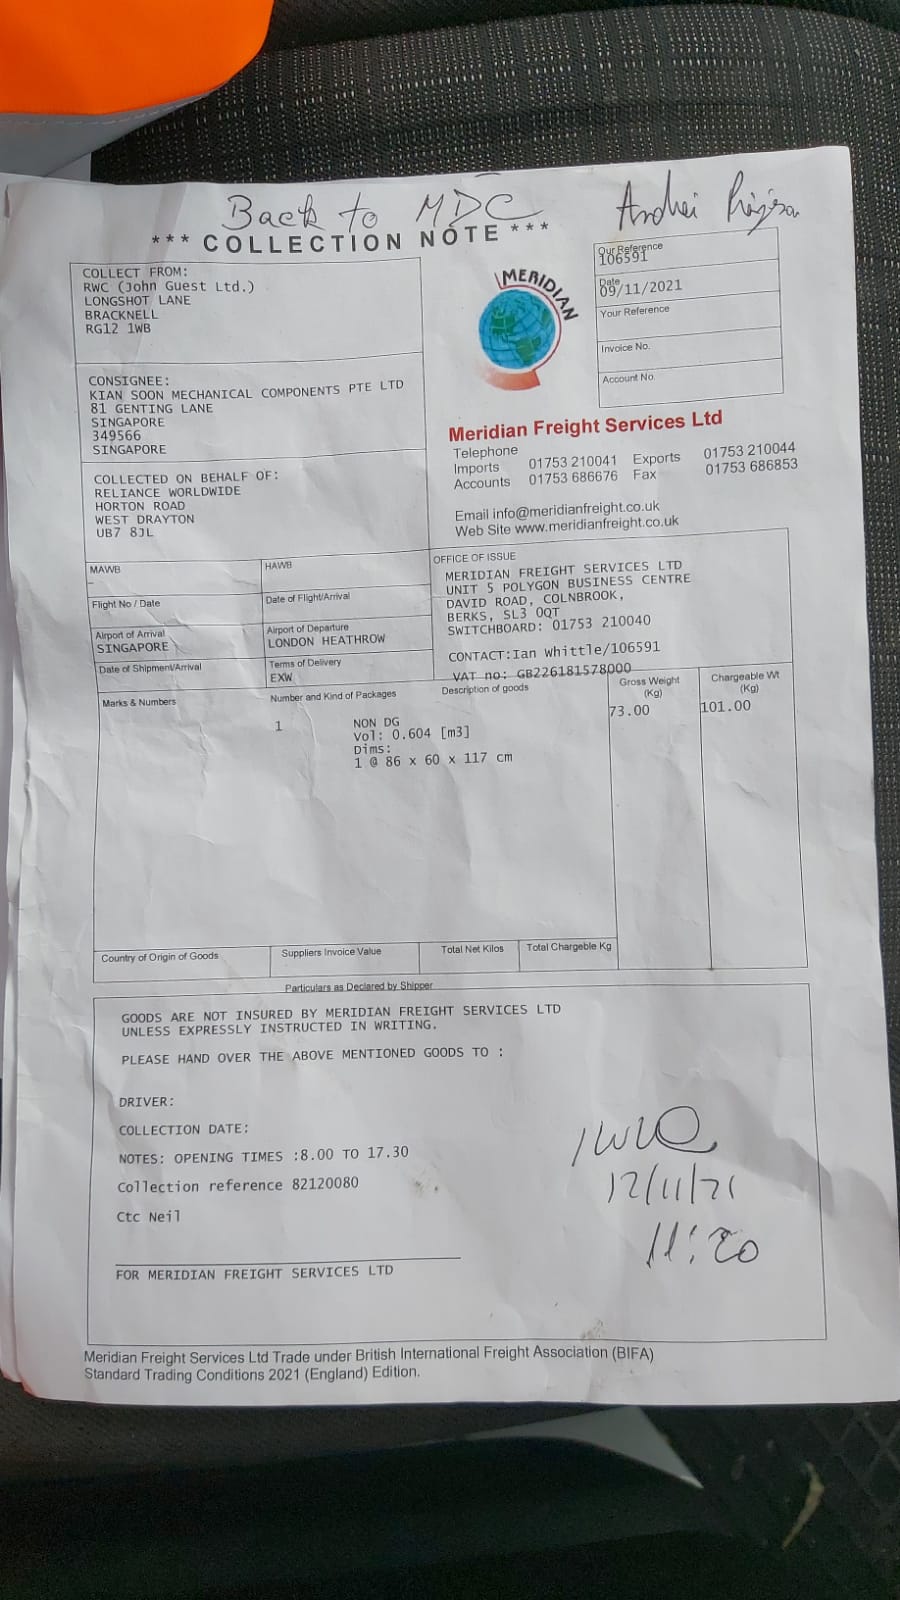 Back to MDC
Andrei
*** COLLECTION NOTE ***
COLLECT FROM:
RWC (John Guest Ltd.)
LONGSHOT LANE
BRACKNELL
RG12 1WB
MERIDIAN
Our Reference
106591
Date
09/11/2021
Your Reference
Invoice No.
Account No.
CONSIGNEE:
KIAN SOON MECHANICAL COMPONENTS PTE LTD
81 GENTING LANE
SINGAPORE
349566
SINGAPORE
Meridian Freight Services Ltd
Telephone
Imports 01753 210041 Exports 01753 210044
Accounts 01753 686676 Fax 01753 686853
Email info@meridianfreight.co.uk
Web Site www.meridianfreight.co.uk
COLLECTED ON BEHALF OF:
RELIANCE WORLDWIDE
HORTON ROAD
WEST DRAYTON
UB7 8JL
MAWB HAWB
Flight No / Date Date of Flight/Arrival
Airport of Arrival Airport of Departure
SINGAPORE LONDON HEATHROW
Date of Shipment/Arrival Terms of Delivery
EXW
OFFICE OF ISSUE
MERIDIAN FREIGHT SERVICES LTD
UNIT 5 POLYGON BUSINESS CENTRE
DAVID ROAD, COLNBROOK,
BERKS, SL3 0QT
SWITCHBOARD: 01753 210040
CONTACT:Ian Whittle/106591
VAT no: GB226181578000
Marks & Numbers Number and Kind of Packages Description of goods Gross Weight (Kg) Chargeable Wt (Kg)
1 NON DG 73.00 101.00
Vol: 0.604 [m3]
Dims:
1 @ 86 x 60 x 117 cm
Country of Origin of Goods Suppliers Invoice Value Total Net Kilos Total Chargeable Kg
Particulars as Declared by Shipper
GOODS ARE NOT INSURED BY MERIDIAN FREIGHT SERVICES LTD
UNLESS EXPRESSLY INSTRUCTED IN WRITING.
PLEASE HAND OVER THE ABOVE MENTIONED GOODS TO :
DRIVER:
COLLECTION DATE:
NOTES: OPENING TIMES :8.00 TO 17.30
Collection reference 82120080
Ctc Neil
12/11/21
11:20
FOR MERIDIAN FREIGHT SERVICES LTD
Meridian Freight Services Ltd Trade under British International Freight Association (BIFA)
Standard Trading Conditions 2021 (England) Edition.